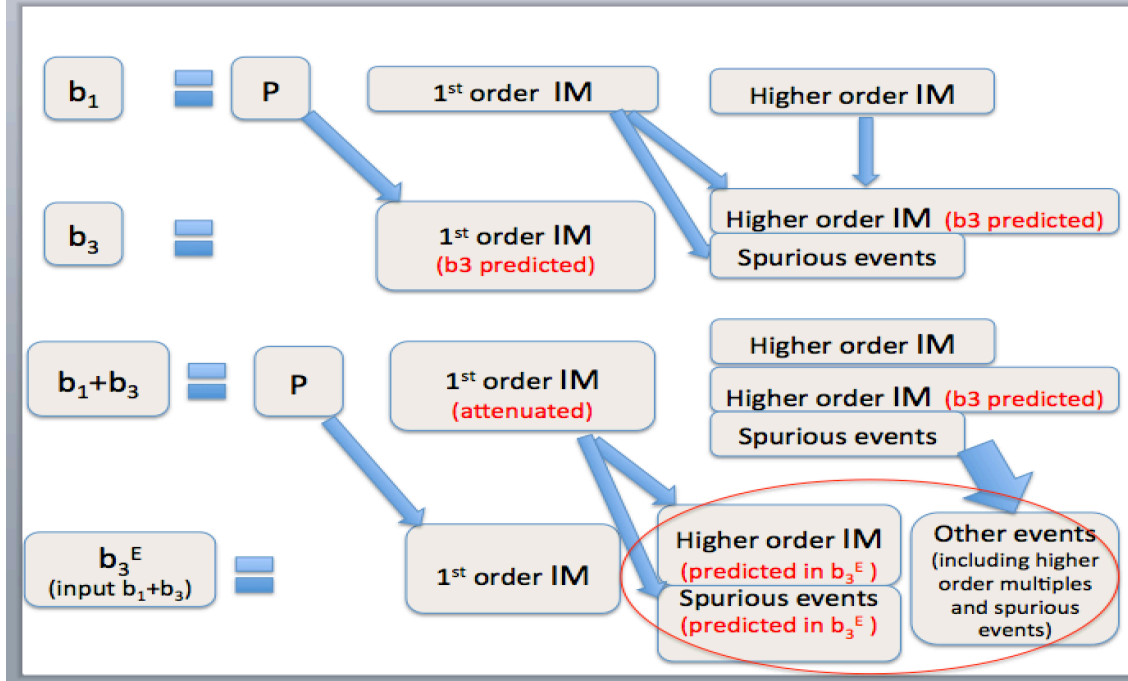 b₁
P
1ˢᵗ order IM
Higher order IM
b₃
1ˢᵗ order IM
(b3 predicted)
Higher order IM (b3 predicted)
Spurious events
b₁+b₃
P
1ˢᵗ order IM
(attenuated)
Higher order IM
Higher order IM (b3 predicted)
Spurious events
b₃ᴱ
(input b₁+b₃)
1ˢᵗ order IM
Higher order IM
(predicted in b₃ᴱ )
Spurious events
(predicted in b₃ᴱ )
Other events
(including higher
order multiples
and spurious
events)